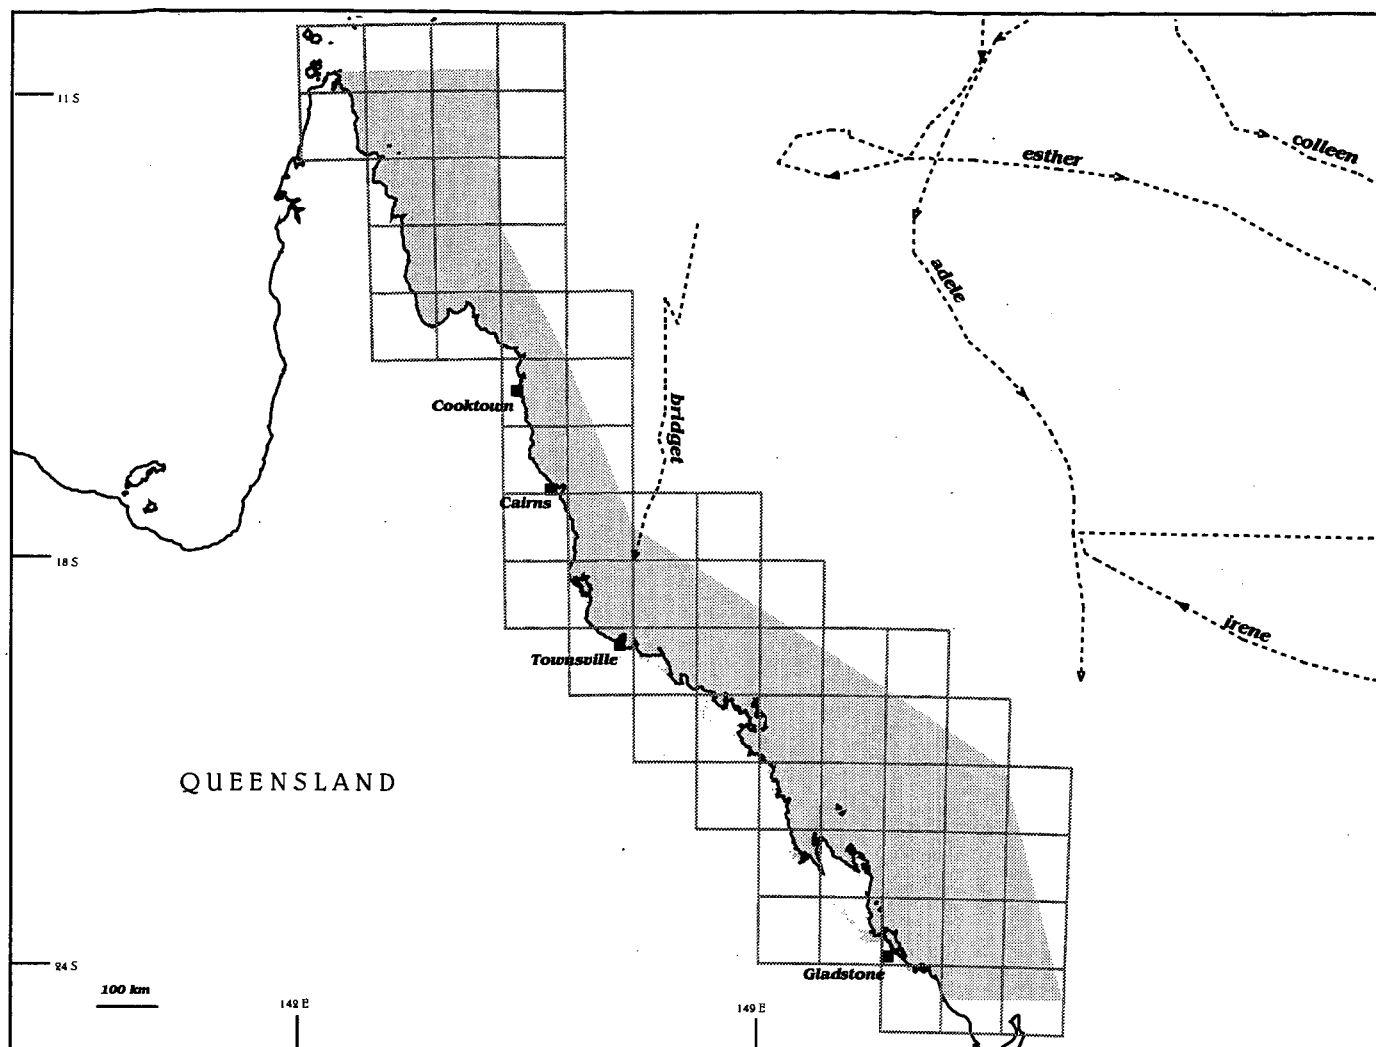 11 S
colleen
esther
adele
bridget
Cooktown
Cairns
18 S
irene
Townsville
QUEENSLAND
24 S
Gladstone
100 km
142 E
149 E